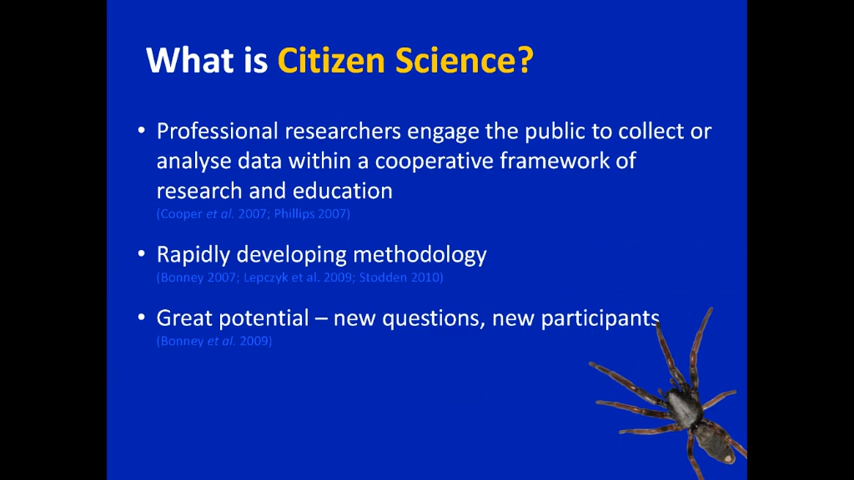 What is Citizen Science?
• Professional researchers engage the public to collect or
analyse data within a cooperative framework of
research and education
(Cooper et al. 2007; Phillips 2007)
• Rapidly developing methodology
(Bonney 2007; Lepczyk et al. 2009; Stodden 2010)
• Great potential – new questions, new participants
(Bonney et al. 2009)